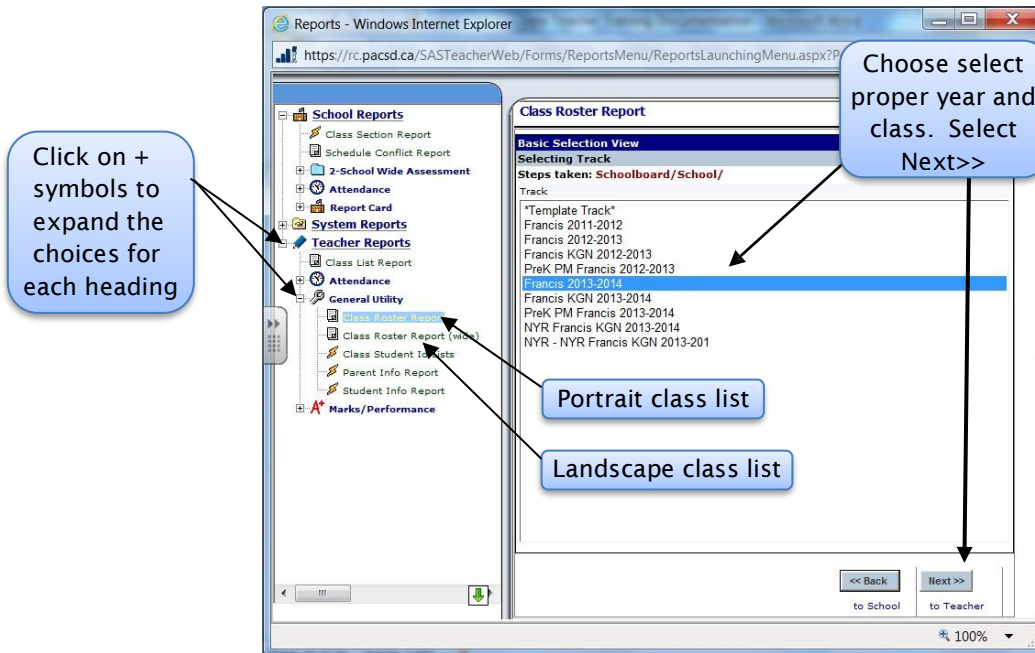 Reports - Windows Internet Explorer
https://rc.pacsd.ca/SASTeacherWeb/Forms/ReportsMenu/ReportsLaunchingMenu.aspx?P
Choose select
proper year and
class. Select
Next>>
Click on +
symbols to
expand the
choices for
each heading
School Reports
Class Section Report
Schedule Conflict Report
2-School Wide Assessment
Attendance
Report Card
System Reports
Teacher Reports
Class List Report
Attendance
General Utility
Class Roster Report
Class Roster Report (wide)
Class Student Id Lists
Parent Info Report
Student Info Report
A+ Marks/Performance
Class Roster Report
Basic Selection View
Selecting Track
Steps taken: Schoolboard/School/
Track
*Template Track*
Francis 2011-2012
Francis 2012-2013
Francis KGN 2012-2013
PreK PM Francis 2012-2013
Francis 2013-2014
Francis KGN 2013-2014
PreK PM Francis 2013-2014
NYR Francis KGN 2013-2014
NYR - NYR Francis KGN 2013-201
Portrait class list
Landscape class list
<< Back
Next >>
to School
to Teacher
100%